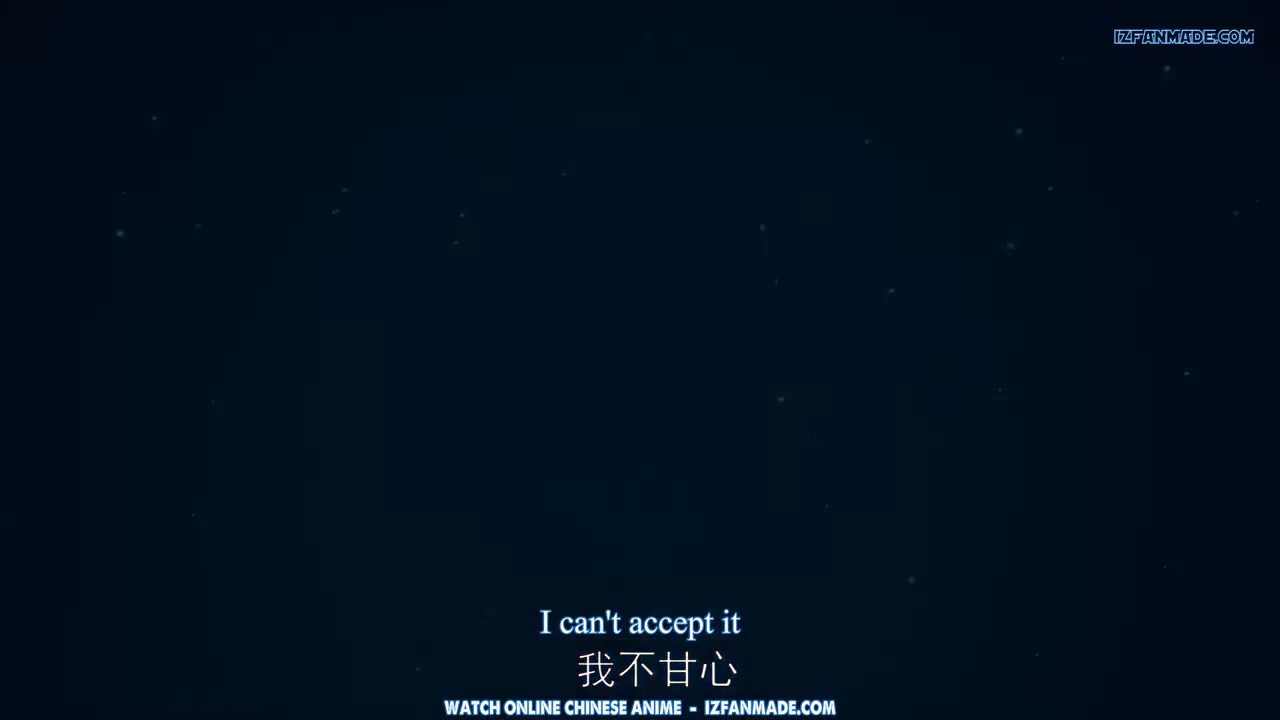 IZFANMADE.COM
I can't accept it
我不甘心
WATCH ONLINE CHINESE ANIME - IZFANMADE.COM